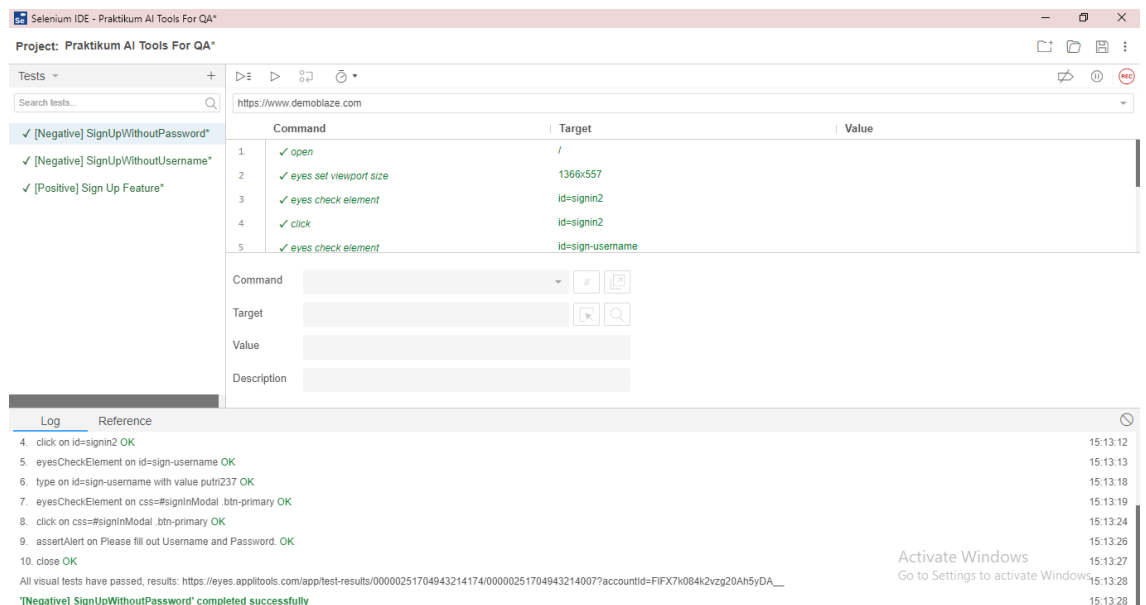 Selenium IDE - Praktikum AI Tools For QA*
Project: Praktikum AI Tools For QA*
Tests
REC
Search tests...
https://www.demoblaze.com
Command Target Value
✓ [Negative] SignUpWithoutPassword*
✓ [Negative] SignUpWithoutUsername*
✓ [Positive] Sign Up Feature*
1 ✓ open /
2 ✓ eyes set viewport size 1366x557
3 ✓ eyes check element id=signin2
4 ✓ click id=signin2
5 ✓ eyes check element id=sign-username
Command //
Target
Value
Description
Log Reference
4. click on id=signin2 OK 15:13:12
5. eyesCheckElement on id=sign-username OK 15:13:13
6. type on id=sign-username with value putri237 OK 15:13:18
7. eyesCheckElement on css=#signInModal .btn-primary OK 15:13:19
8. click on css=#signInModal .btn-primary OK 15:13:24
9. assertAlert on Please fill out Username and Password. OK 15:13:26
10. close OK 15:13:27
Activate Windows
Go to Settings to activate Windows.
All visual tests have passed, results: https://eyes.applitools.com/app/test-results/00000251704943214174/00000251704943214007?accountId=FIFX7k084k2vzg20Ah5yDA__ 15:13:28
'[Negative] SignUpWithoutPassword' completed successfully 15:13:28